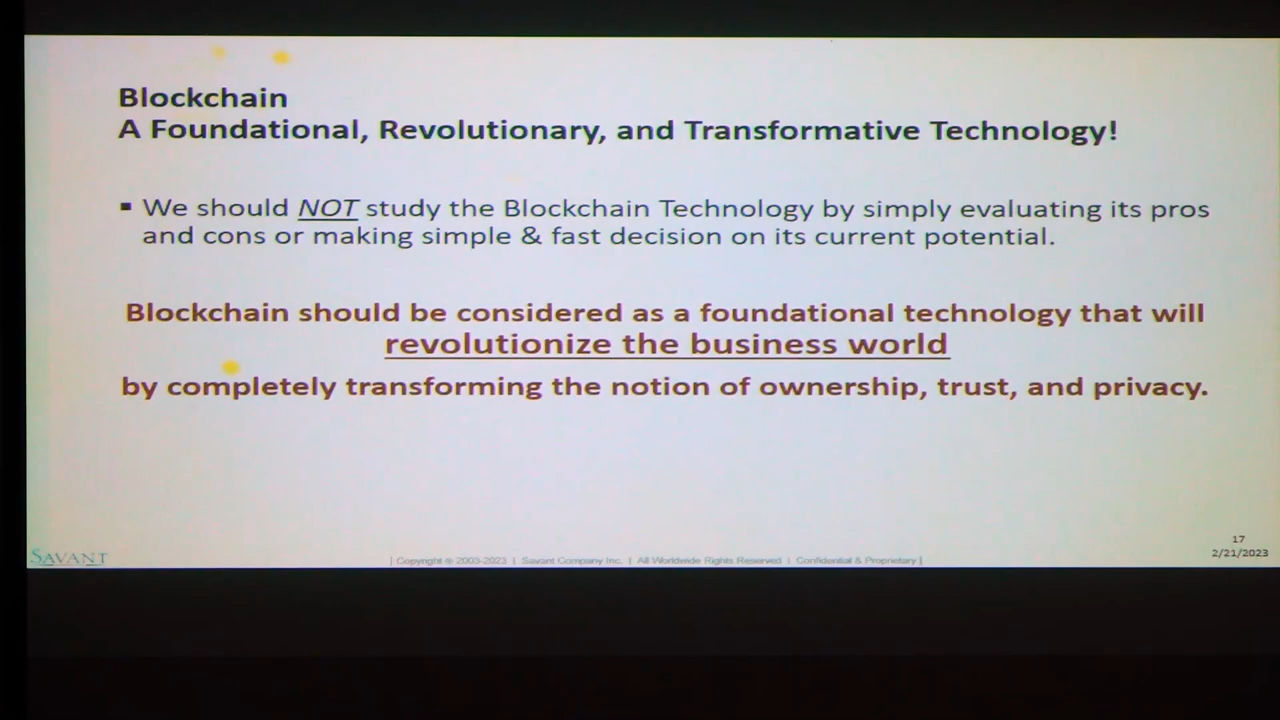 Blockchain
A Foundational, Revolutionary, and Transformative Technology!
▪ We should NOT study the Blockchain Technology by simply evaluating its pros
and cons or making simple & fast decision on its current potential.
Blockchain should be considered as a foundational technology that will
revolutionize the business world
by completely transforming the notion of ownership, trust, and privacy.
17
2/21/2023
SAVANT
| Copyright © 2003-2023 | Savant Company Inc. | All Worldwide Rights Reserved | Confidential & Proprietary |